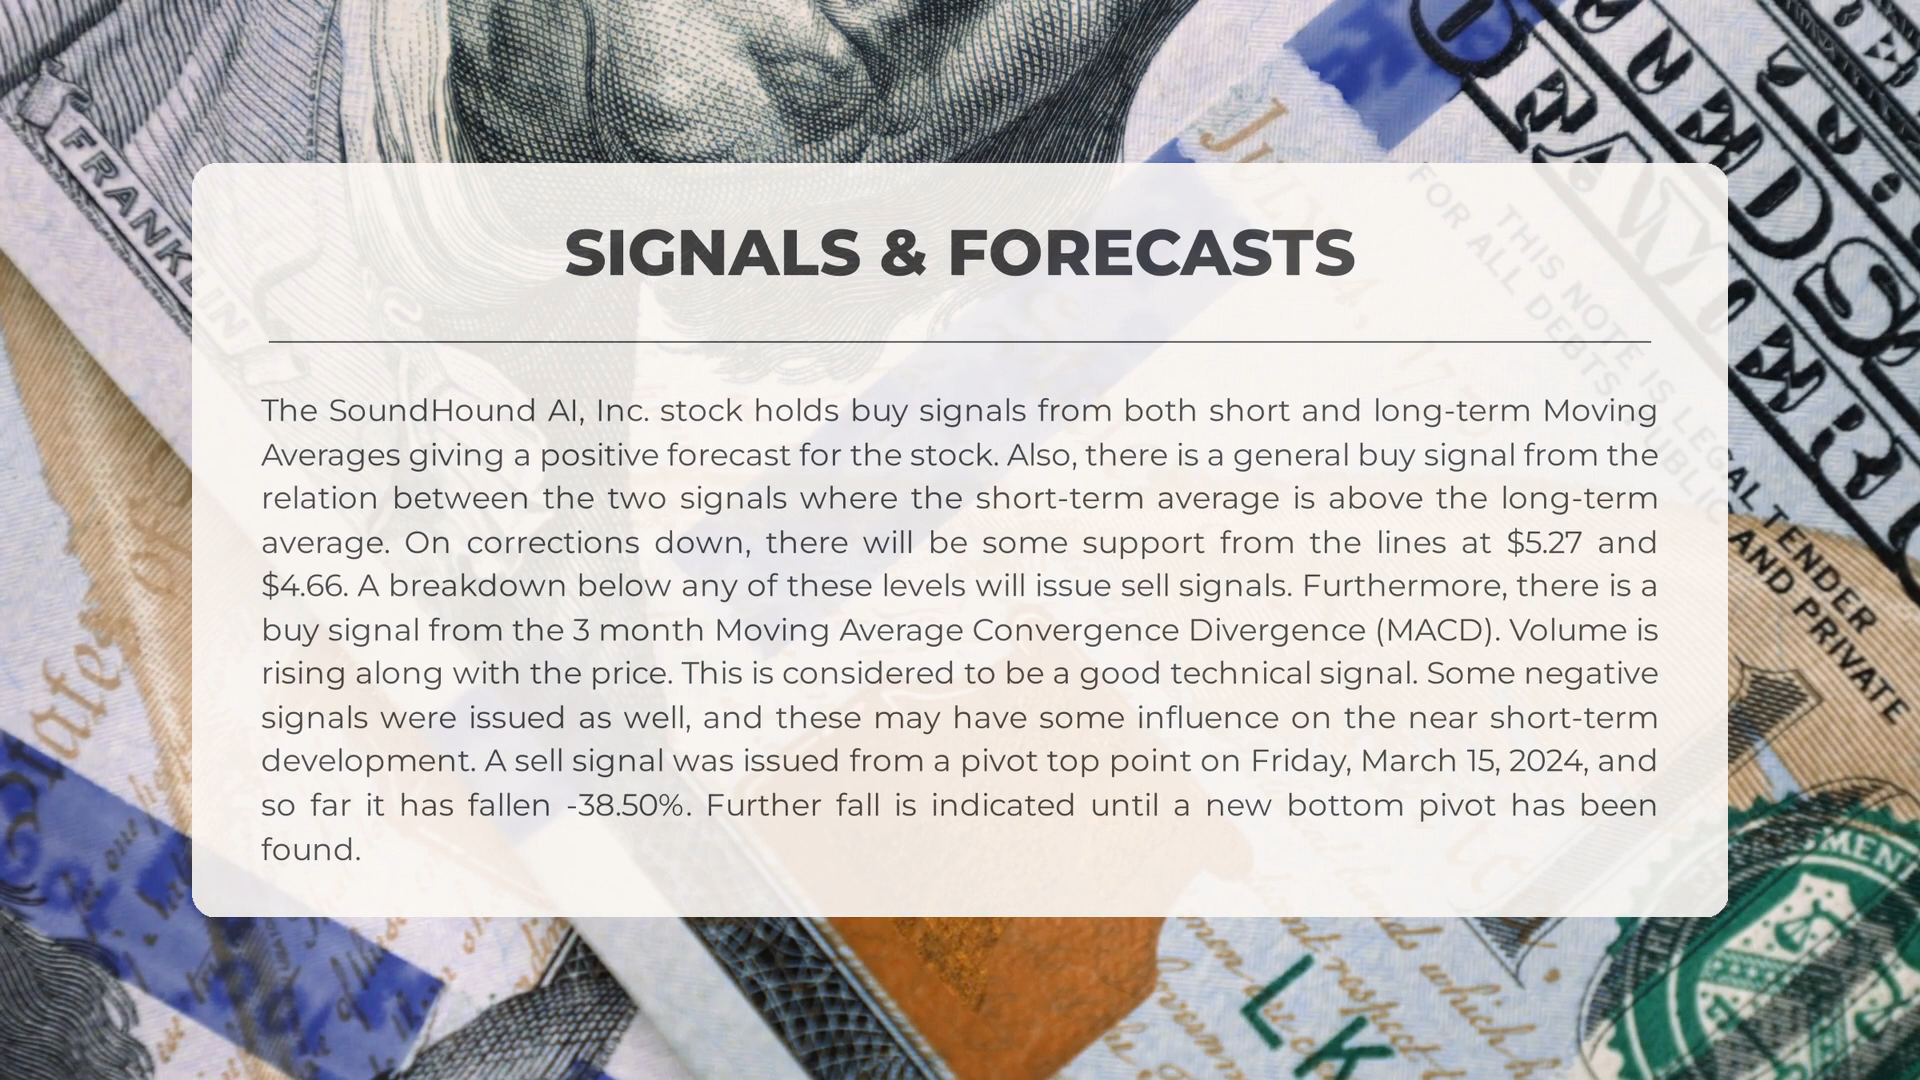 FRANKLIN
JULY 4, 17
THIS NOTE IS LEGAL TENDER
FOR ALL DEBTS PUBLIC AND PRIVATE
SIGNALS & FORECASTS
The SoundHound AI, Inc. stock holds buy signals from both short and long-term Moving
Averages giving a positive forecast for the stock. Also, there is a general buy signal from the
relation between the two signals where the short-term average is above the long-term
average. On corrections down, there will be some support from the lines at $5.27 and
$4.66. A breakdown below any of these levels will issue sell signals. Furthermore, there is a
buy signal from the 3 month Moving Average Convergence Divergence (MACD). Volume is
rising along with the price. This is considered to be a good technical signal. Some negative
signals were issued as well, and these may have some influence on the near short-term
development. A sell signal was issued from a pivot top point on Friday, March 15, 2024, and
so far it has fallen -38.50%. Further fall is indicated until a new bottom pivot has been
found.
L K